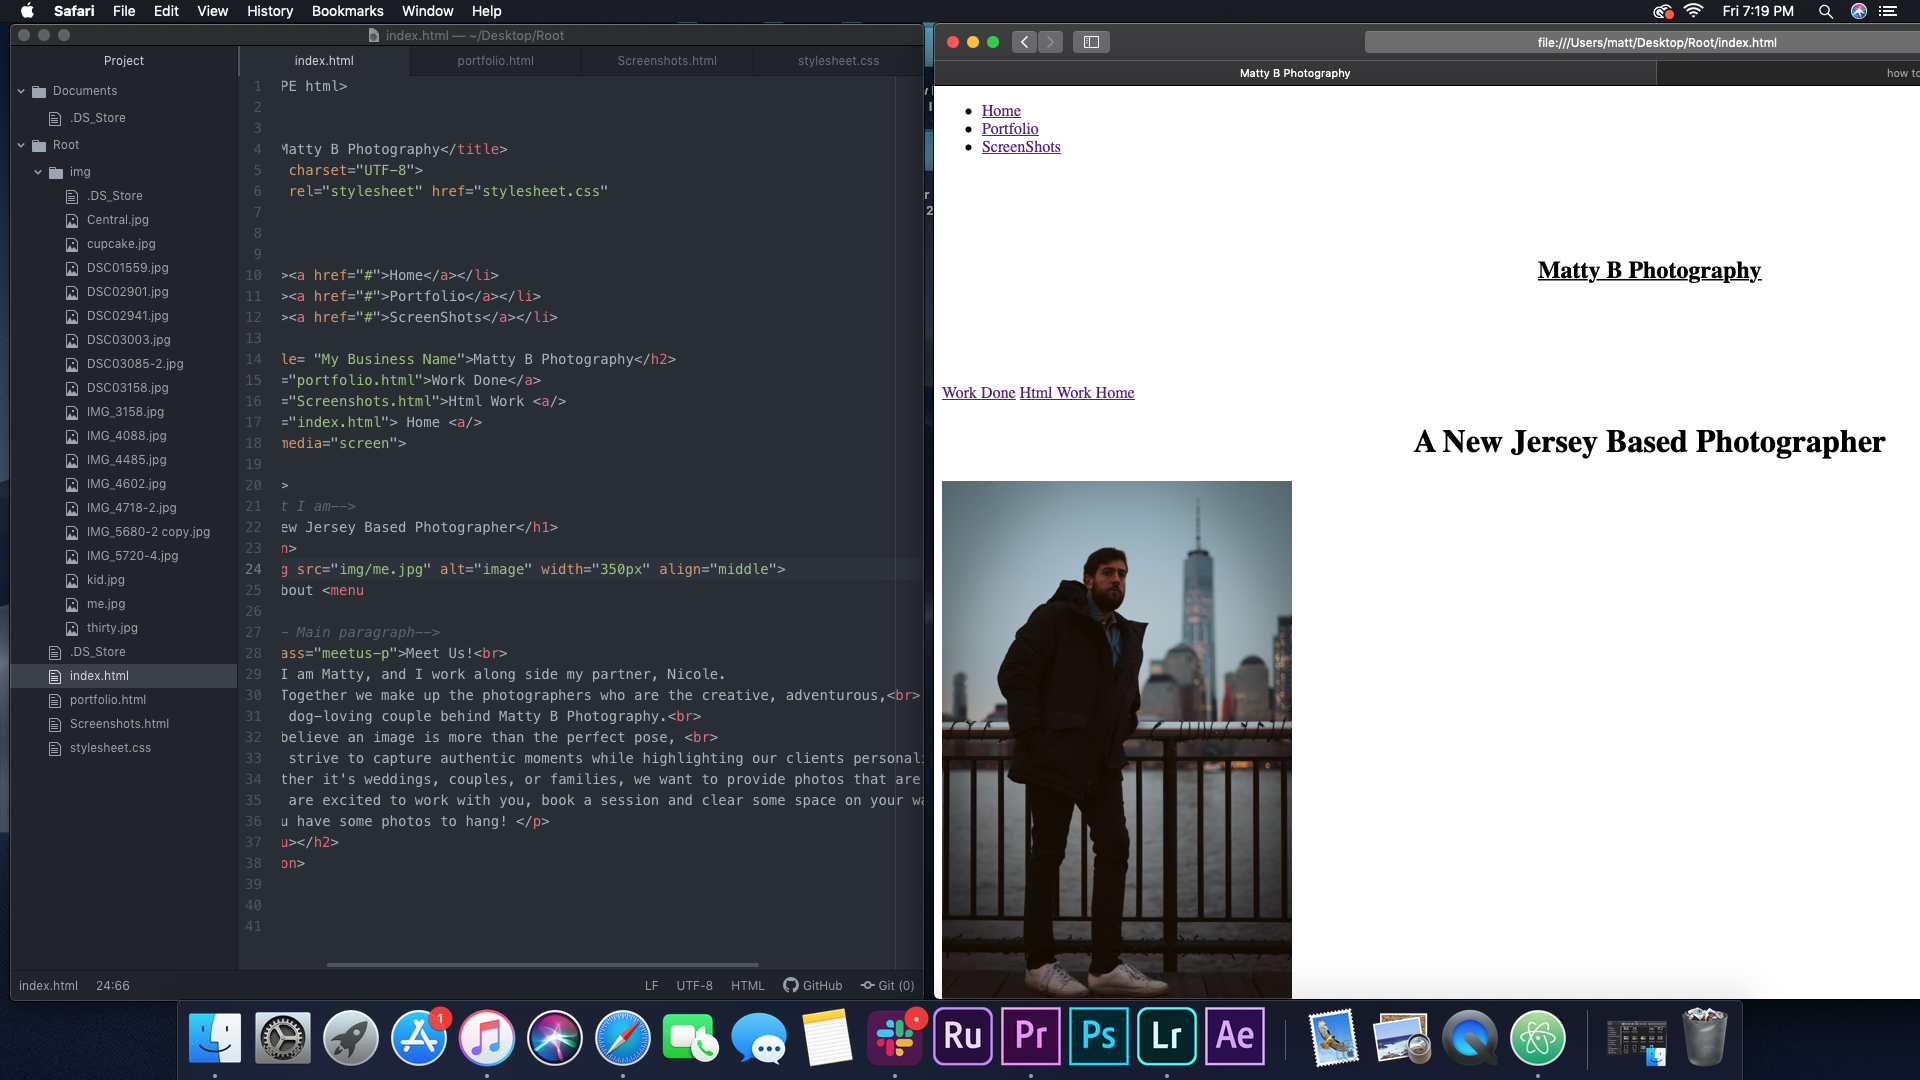 Safari File Edit View History Bookmarks Window Help Fri 7:19 PM
index.html — ~/Desktop/Root
Project
index.html portfolio.html Screenshots.html stylesheet.css
Documents
.DS_Store
Root
img
.DS_Store
Central.jpg
cupcake.jpg
DSC01559.jpg
DSC02901.jpg
DSC02941.jpg
DSC03003.jpg
DSC03085-2.jpg
DSC03158.jpg
IMG_3158.jpg
IMG_4088.jpg
IMG_4485.jpg
IMG_4602.jpg
IMG_4718-2.jpg
IMG_5680-2 copy.jpg
IMG_5720-4.jpg
kid.jpg
me.jpg
thirty.jpg
.DS_Store
index.html
portfolio.html
Screenshots.html
stylesheet.css
1 PE html>
2
3
4 Matty B Photography</title>
5 charset="UTF-8">
6 rel="stylesheet" href="stylesheet.css"
7
8
9
10 ><a href="#">Home</a></li>
11 ><a href="#">Portfolio</a></li>
12 ><a href="#">ScreenShots</a></li>
13
14 le= "My Business Name">Matty B Photography</h2>
15 ="portfolio.html">Work Done</a>
16 ="Screenshots.html">Html Work <a/>
17 ="index.html"> Home <a/>
18 media="screen">
19
20 >
21 t I am-->
22 ew Jersey Based Photographer</h1>
23 n>
24 g src="img/me.jpg" alt="image" width="350px" align="middle">
25 bout <menu
26
27 - Main paragraph-->
28 ass="meetus-p">Meet Us!<br>
29 I am Matty, and I work along side my partner, Nicole.
30 Together we make up the photographers who are the creative, adventurous,<br>
31 dog-loving couple behind Matty B Photography.<br>
32 believe an image is more than the perfect pose, <br>
33 strive to capture authentic moments while highlighting our clients personali
34 ther it's weddings, couples, or families, we want to provide photos that are
35 are excited to work with you, book a session and clear some space on your wa
36 u have some photos to hang! </p>
37 u></h2>
38 on>
39
40
41
index.html 24:66 LF UTF-8 HTML GitHub Git (0)
file:///Users/matt/Desktop/Root/index.html
Matty B Photography how to
Home
Portfolio
ScreenShots
Matty B Photography
Work Done Html Work Home
A New Jersey Based Photographer
1
Ru Pr Ps Lr Ae